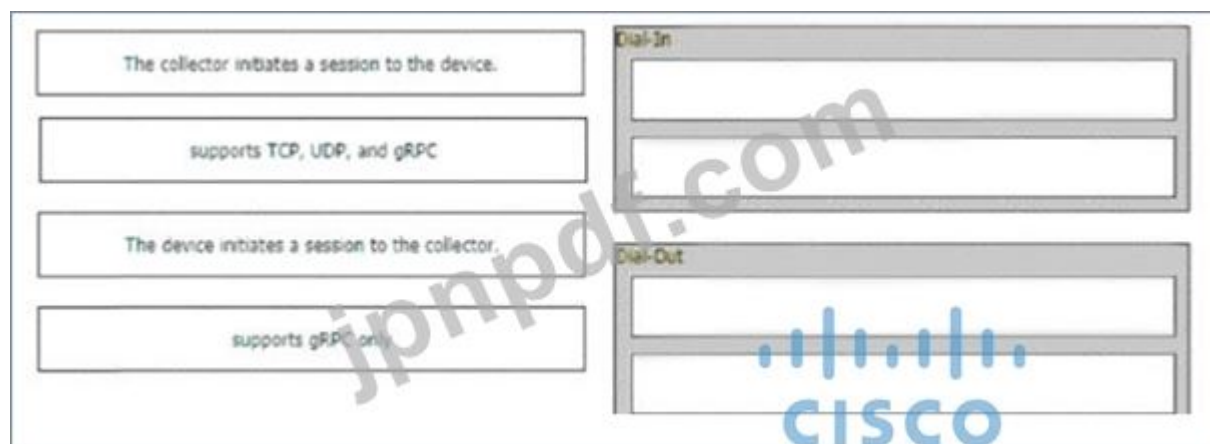 The collector initiates a session to the device.
supports TCP, UDP, and gRPC
The device initiates a session to the collector.
supports gRPC only
Dial-In
Dial-Out
jpnpdf.com
CISCO